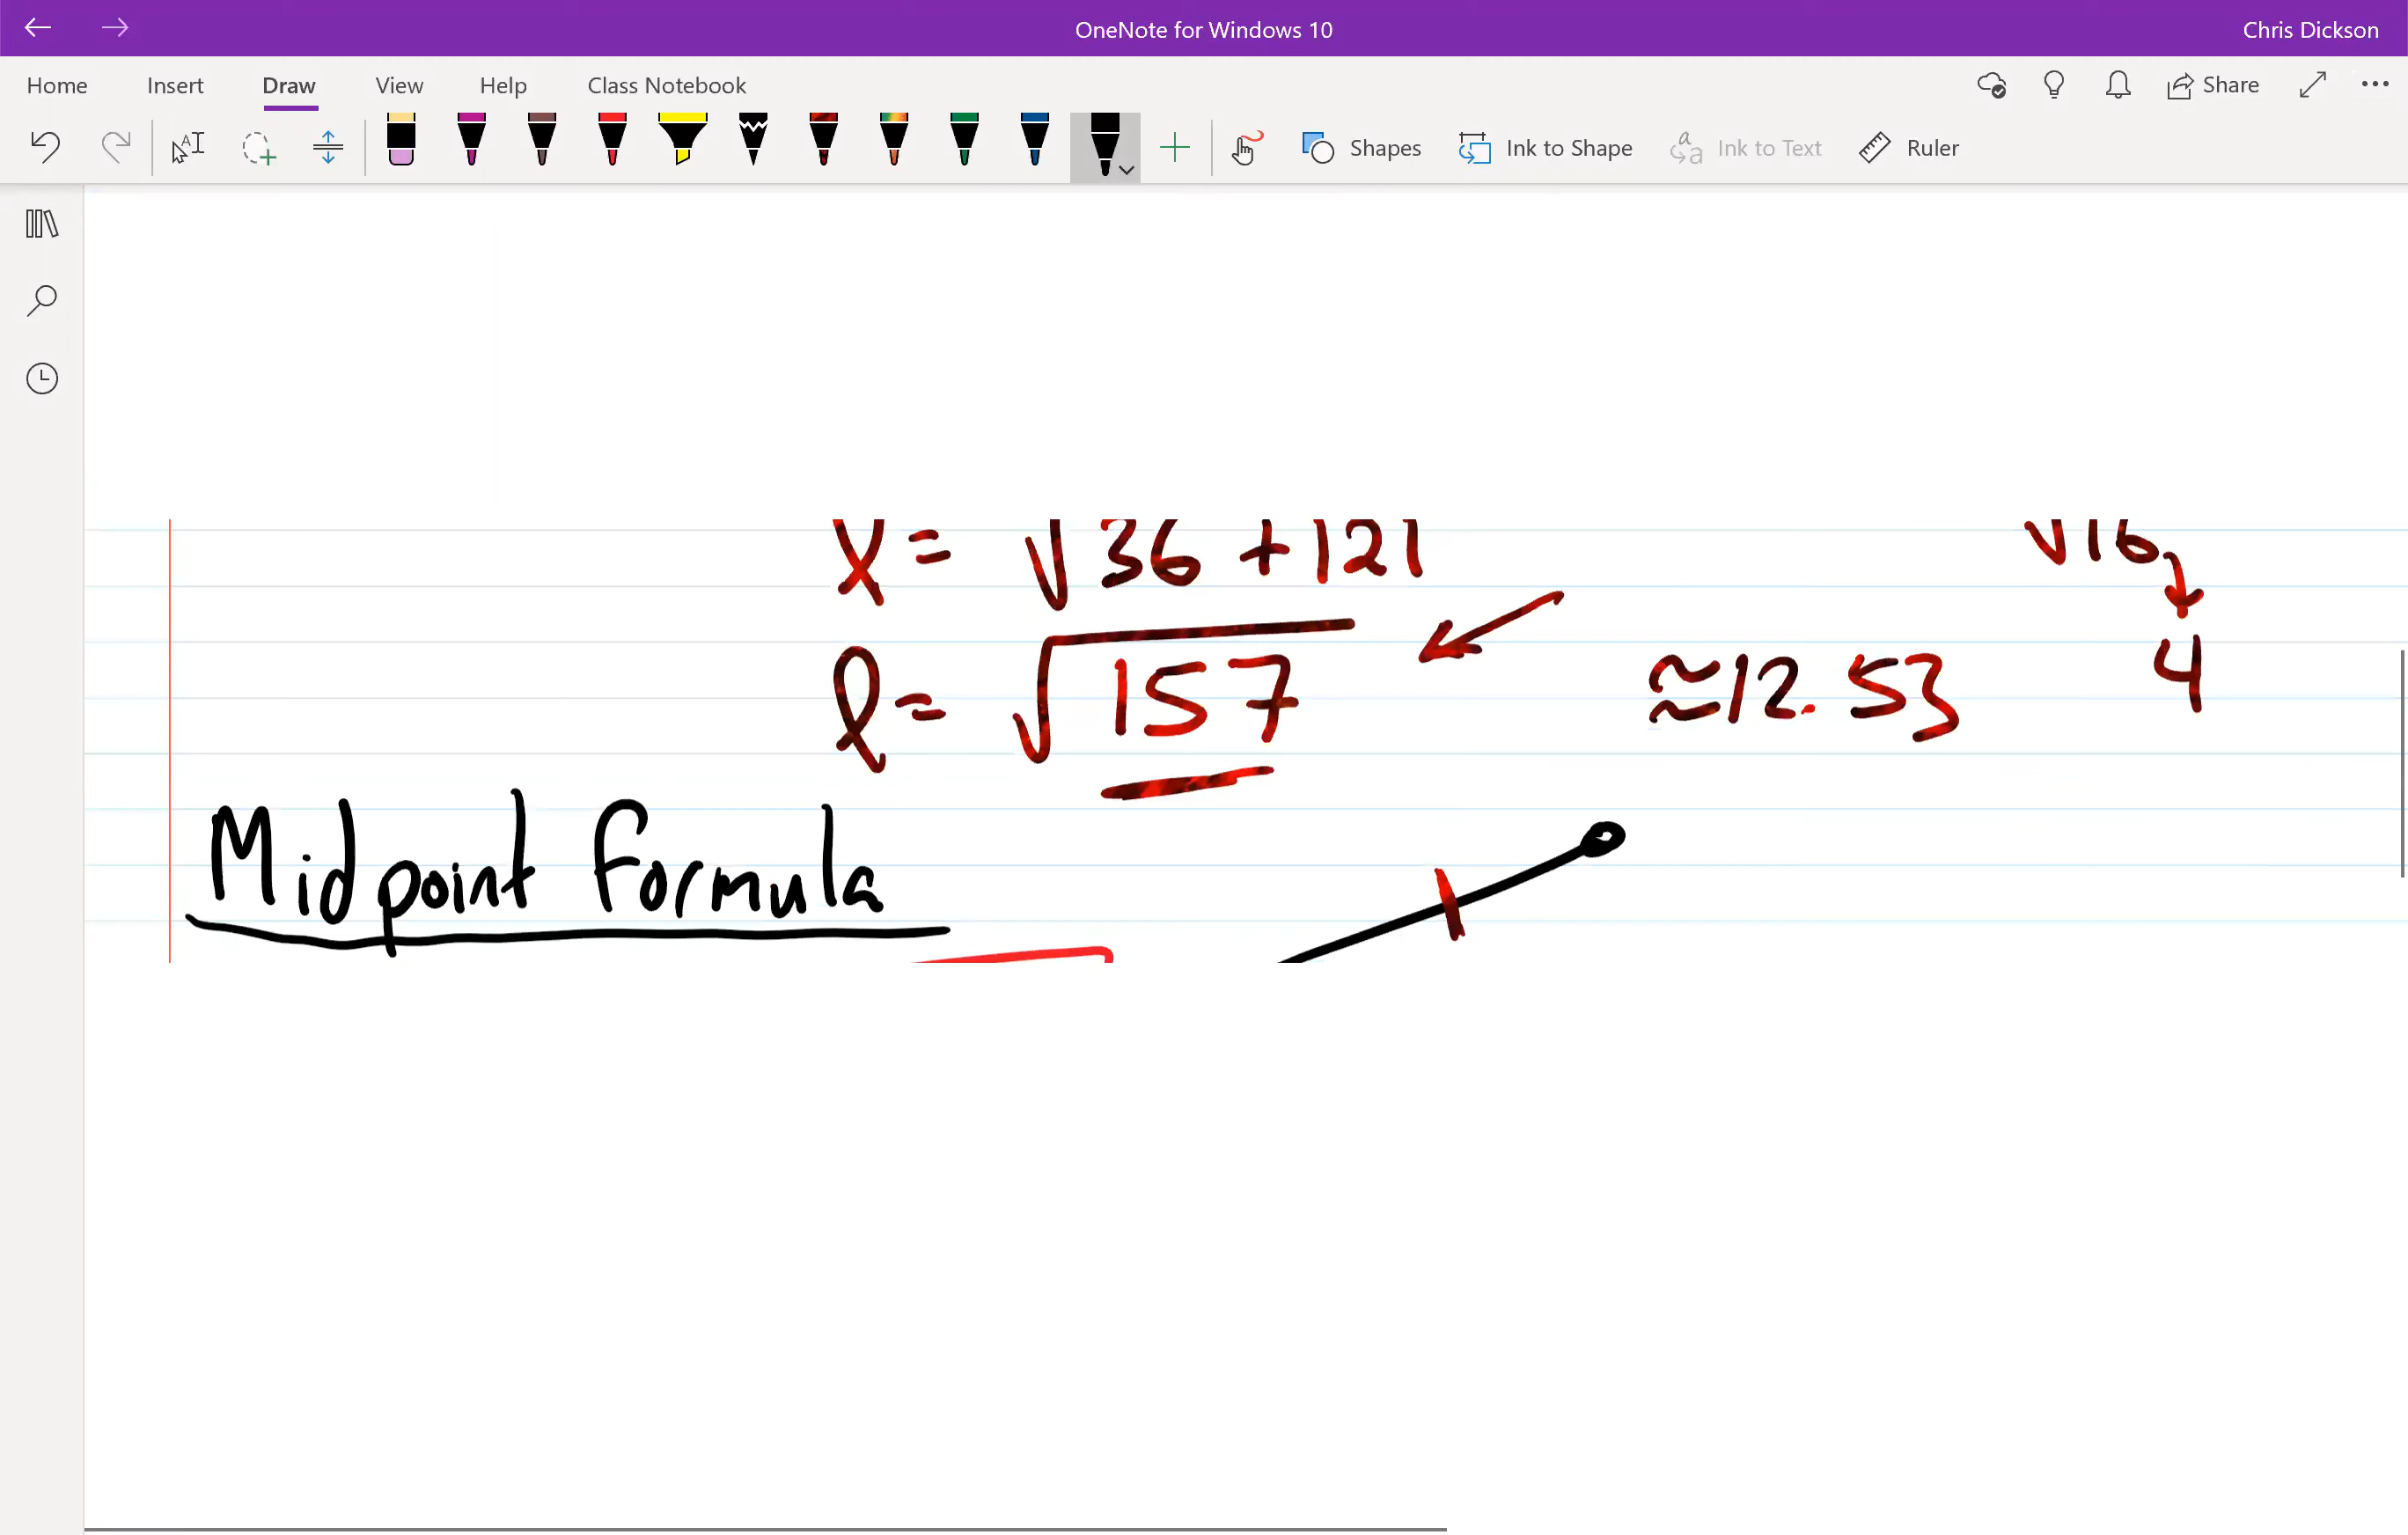 OneNote for Windows 10 Chris Dickson
Home Insert Draw View Help Class Notebook Share
Shapes Ink to Shape Ink to Text Ruler
l = √36 + 121 √16
l = √157 ≅ 12.53 4
Midpoint Formula